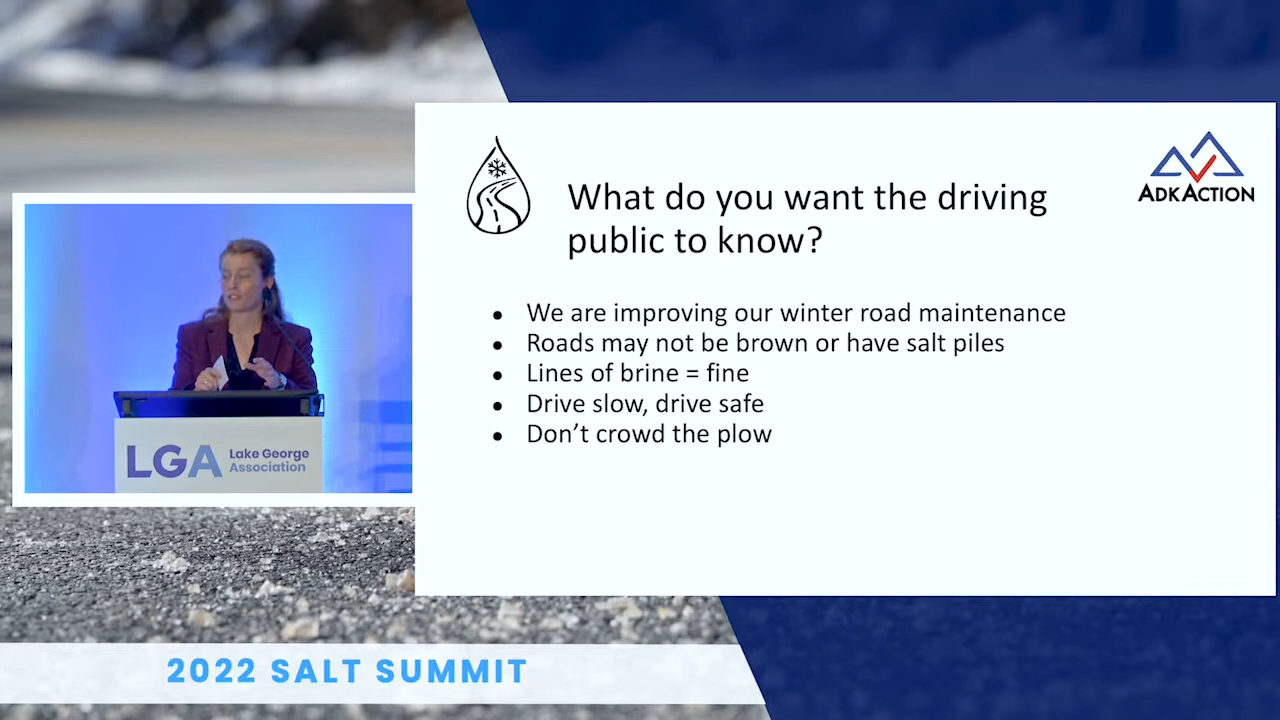 ADKACTION
What do you want the driving
public to know?
● We are improving our winter road maintenance
● Roads may not be brown or have salt piles
● Lines of brine = fine
● Drive slow, drive safe
● Don’t crowd the plow
LGA Lake George
Association
2022 SALT SUMMIT